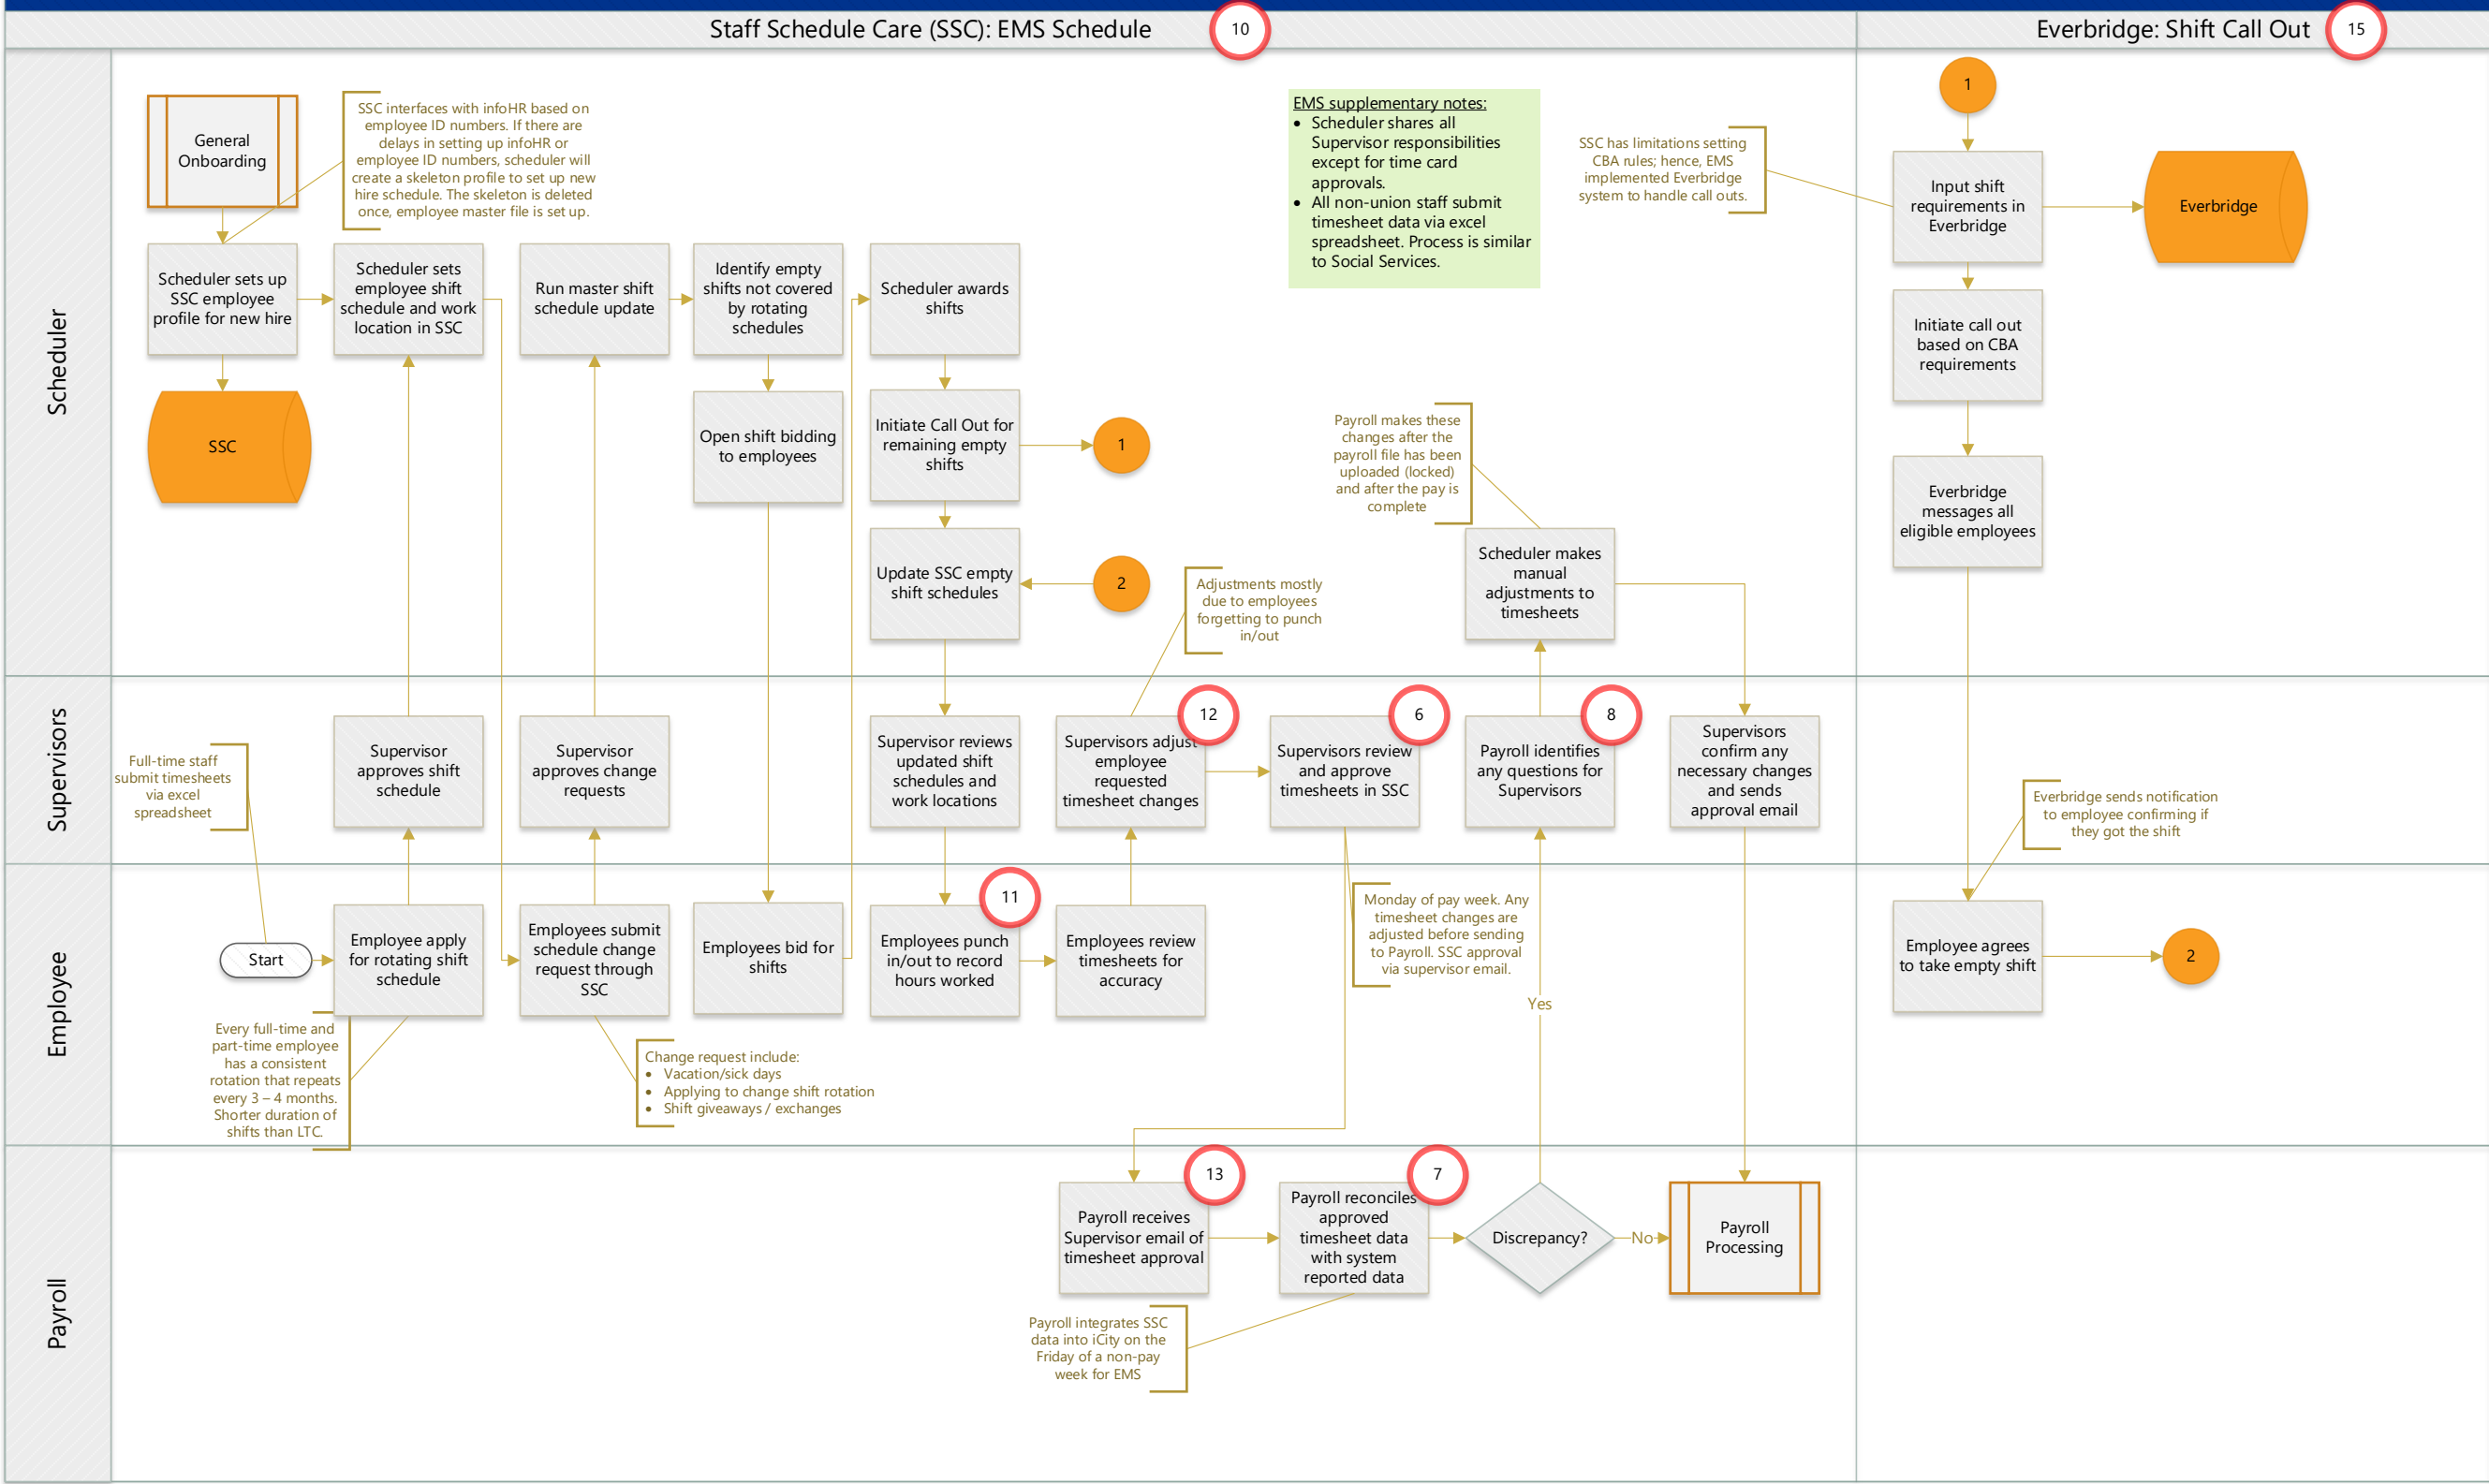 Staff Schedule Care (SSC): EMS Schedule
10
Everbridge: Shift Call Out
15
Scheduler
General
Onboarding
SSC interfaces with infoHR based on
employee ID numbers. If there are
delays in setting up infoHR or
employee ID numbers, scheduler will
create a skeleton profile to set up new
hire schedule. The skeleton is deleted
once, employee master file is set up.
EMS supplementary notes:
• Scheduler shares all
Supervisor responsibilities
except for time card
approvals.
• All non-union staff submit
timesheet data via excel
spreadsheet. Process is similar
to Social Services.
SSC has limitations setting
CBA rules; hence, EMS
implemented Everbridge
system to handle call outs.
1
Input shift
requirements in
Everbridge
Everbridge
Scheduler sets up
SSC employee
profile for new hire
Scheduler sets
employee shift
schedule and work
location in SSC
Run master shift
schedule update
Identify empty
shifts not covered
by rotating
schedules
Scheduler awards
shifts
Initiate call out
based on CBA
requirements
SSC
Open shift bidding
to employees
Initiate Call Out for
remaining empty
shifts
1
Payroll makes these
changes after the
payroll file has been
uploaded (locked)
and after the pay is
complete
Everbridge
messages all
eligible employees
Update SSC empty
shift schedules
2
Adjustments mostly
due to employees
forgetting to punch
in/out
Scheduler makes
manual
adjustments to
timesheets
Supervisors
Full-time staff
submit timesheets
via excel
spreadsheet
Supervisor
approves shift
schedule
Supervisor
approves change
requests
Supervisor reviews
updated shift
schedules and
work locations
12
Supervisors adjust
employee
requested
timesheet changes
6
Supervisors review
and approve
timesheets in SSC
8
Payroll identifies
any questions for
Supervisors
Supervisors
confirm any
necessary changes
and sends
approval email
Everbridge sends notification
to employee confirming if
they got the shift
Employee
Start
Employee apply
for rotating shift
schedule
Employees submit
schedule change
request through
SSC
Employees bid for
shifts
11
Employees punch
in/out to record
hours worked
Employees review
timesheets for
accuracy
Monday of pay week. Any
timesheet changes are
adjusted before sending
to Payroll. SSC approval
via supervisor email.
Yes
Employee agrees
to take empty shift
2
Every full-time and
part-time employee
has a consistent
rotation that repeats
every 3 – 4 months.
Shorter duration of
shifts than LTC.
Change request include:
• Vacation/sick days
• Applying to change shift rotation
• Shift giveaways / exchanges
Payroll
13
Payroll receives
Supervisor email of
timesheet approval
7
Payroll reconciles
approved
timesheet data
with system
reported data
Discrepancy?
No
Payroll
Processing
Payroll integrates SSC
data into iCity on the
Friday of a non-pay
week for EMS